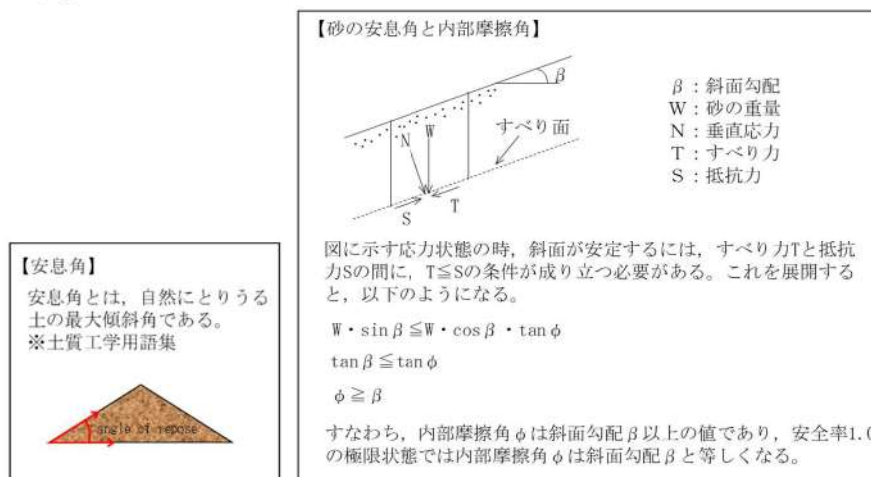 【砂の安息角と内部摩擦角】
β
β：斜面勾配
W：砂の重量
N：垂直応力
T：すべり力
S：抵抗力
N
W
すべり面
S
T
図に示す応力状態の時，斜面が安定するには，すべり力Tと抵抗
力Sの間に，T≦Sの条件が成り立つ必要がある。これを展開する
と，以下のようになる。
W・sinβ≦W・cosβ・tanφ
tanβ≦tanφ
φ≧β
すなわち，内部摩擦角φは斜面勾配β以上の値であり，安全率1.0
の極限状態では内部摩擦角φは斜面勾配βと等しくなる。
【安息角】
安息角とは，自然にとりうる
土の最大傾斜角である。
※土質工学用語集
angle of repose